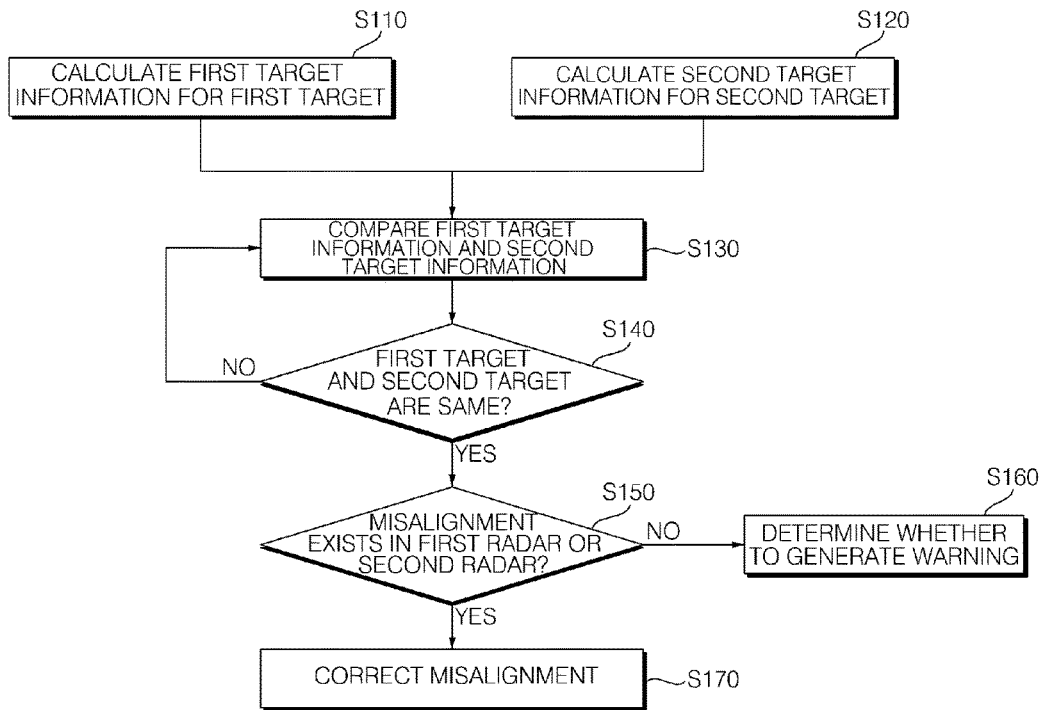 S110
CALCULATE FIRST TARGET
INFORMATION FOR FIRST TARGET
S120
CALCULATE SECOND TARGET
INFORMATION FOR SECOND TARGET
COMPARE FIRST TARGET
INFORMATION AND SECOND
TARGET INFORMATION
S130
S140
FIRST TARGET
AND SECOND TARGET
ARE SAME?
NO
YES
S150
MISALIGNMENT
EXISTS IN FIRST RADAR OR
SECOND RADAR?
NO
S160
DETERMINE WHETHER
TO GENERATE WARNING
YES
CORRECT MISALIGNMENT
S170